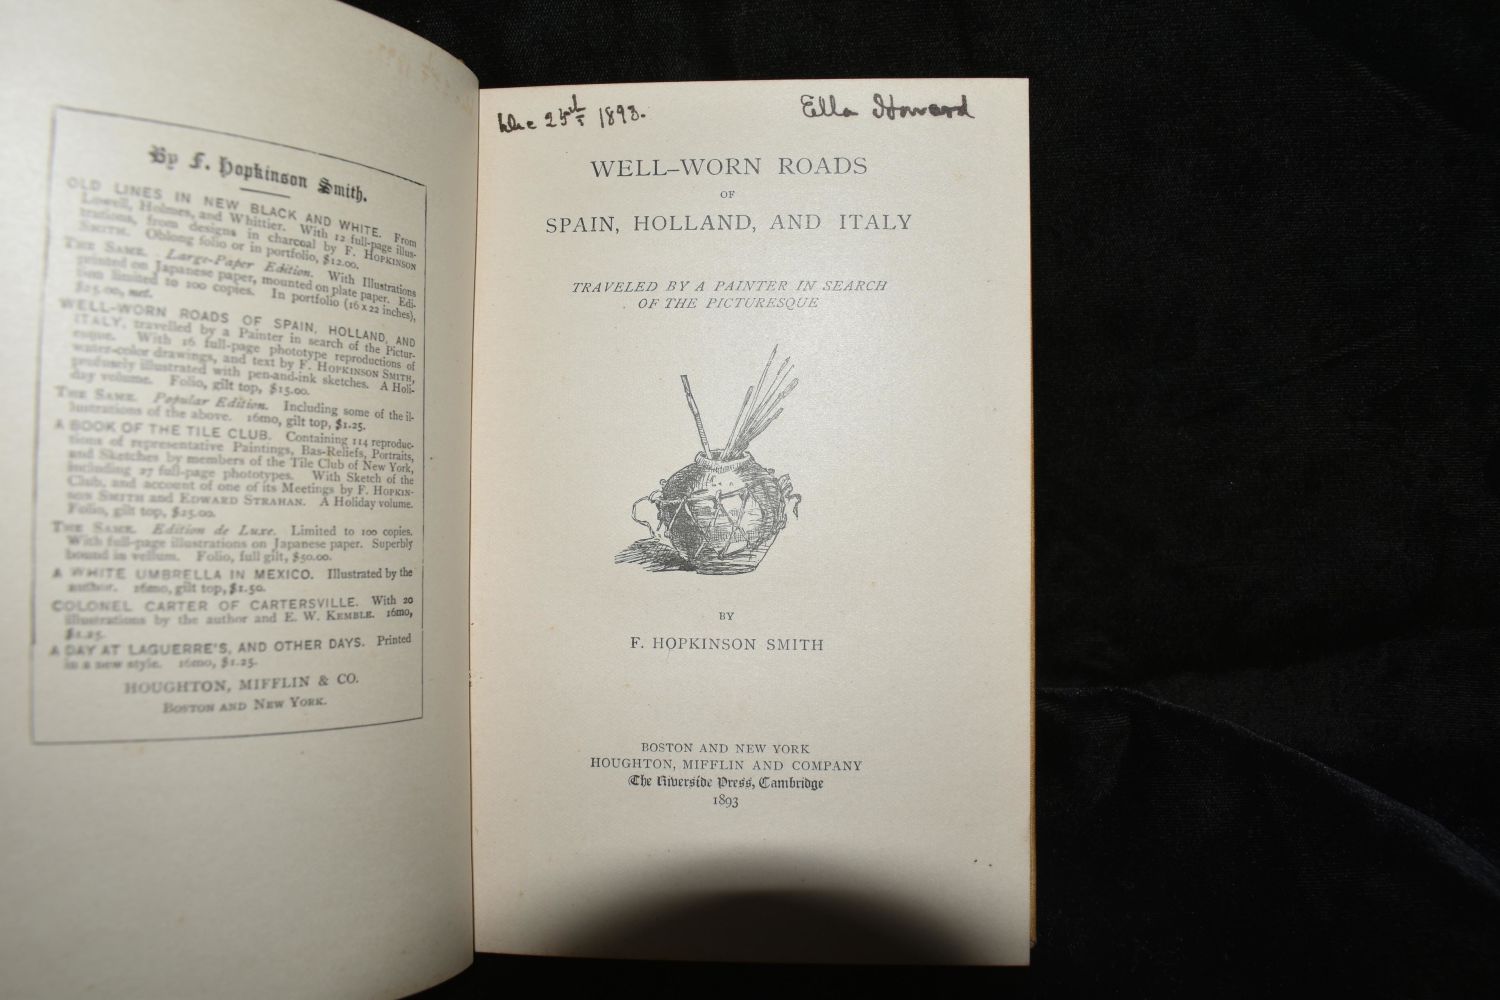 By F. Hopkinson Smith.
OLD LINES IN NEW BLACK AND WHITE. From
Lowell, Holmes, and Whittier. With 12 full-page illus-
trations, from designs in charcoal by F. HOPKINSON
SMITH. Oblong folio or in portfolio, $12.00.
THE SAME. Large-Paper Edition. With Illustrations
printed on Japanese paper, mounted on plate paper. Edi-
tion limited to 100 copies. In portfolio (16 x 22 inches),
$25.00, net.
WELL-WORN ROADS OF SPAIN, HOLLAND, AND
ITALY, travelled by a Painter in search of the Pictur-
esque. With 16 full-page phototype reproductions of
water-color drawings, and text by F. HOPKINSON SMITH,
profusely illustrated with pen-and-ink sketches. A Holi-
day volume. Folio, gilt top, $15.00.
THE SAME. Popular Edition. Including some of the il-
lustrations of the above. 16mo, gilt top, $1.25.
A BOOK OF THE TILE CLUB. Containing 114 reproduc-
tions of representative Paintings, Bas-Reliefs, Portraits,
and Sketches by members of the Tile Club of New York,
including 27 full-page phototypes. With Sketch of the
Club, and account of one of its Meetings by F. HOPKIN-
SON SMITH and EDWARD STRAHAN. A Holiday volume.
Folio, gilt top, $25.00.
THE SAME. Edition de Luxe. Limited to 100 copies.
With full-page illustrations on Japanese paper. Superbly
bound in vellum. Folio, full gilt, $50.00.
A WHITE UMBRELLA IN MEXICO. Illustrated by the
author. 16mo, gilt top, $1.50.
COLONEL CARTER OF CARTERSVILLE. With 20
illustrations by the author and E. W. KEMBLE. 16mo,
$1.25.
A DAY AT LAGUERRE'S, AND OTHER DAYS. Printed
in a new style. 16mo, $1.25.
HOUGHTON, MIFFLIN & CO.
BOSTON AND NEW YORK.
Dec 25th 1893. Ella Howard
WELL-WORN ROADS
OF
SPAIN, HOLLAND, AND ITALY
TRAVELED BY A PAINTER IN SEARCH
OF THE PICTURESQUE
BY
F. HOPKINSON SMITH
BOSTON AND NEW YORK
HOUGHTON, MIFFLIN AND COMPANY
The Riverside Press, Cambridge
1893